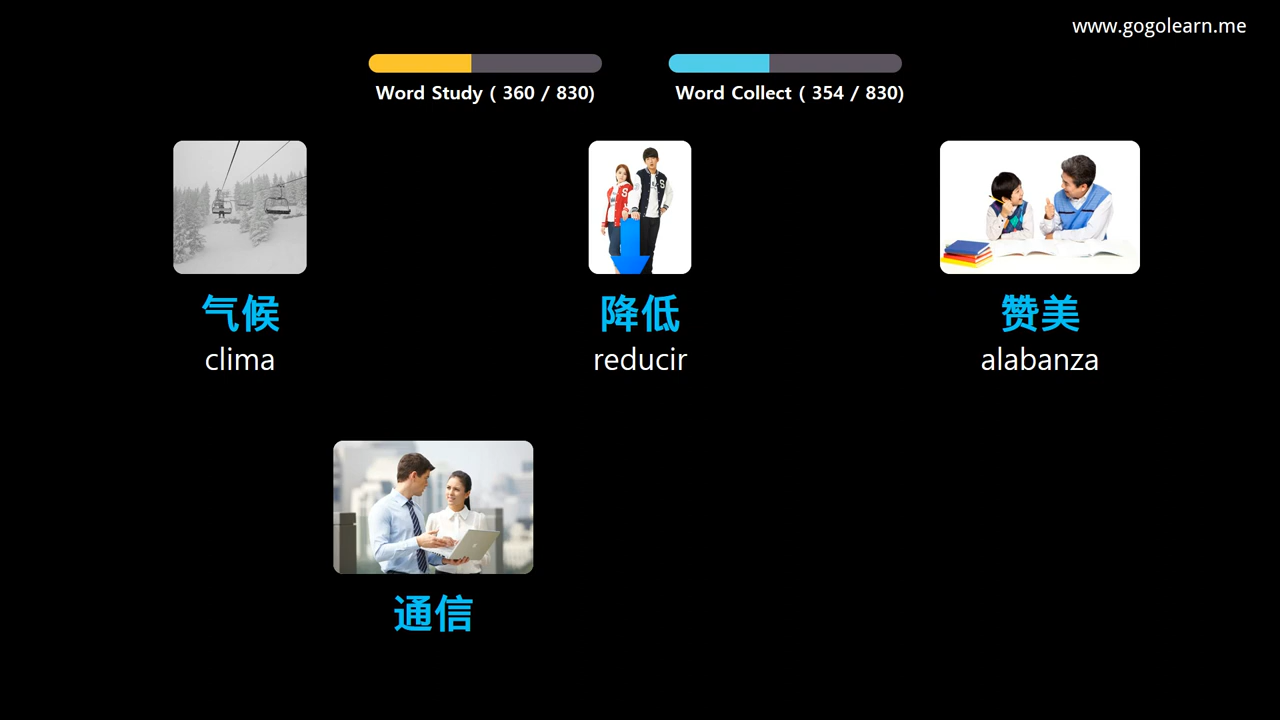 www.gogolearn.me
Word Study ( 360 / 830)
Word Collect ( 354 / 830)
气候
clima
降低
reducir
赞美
alabanza
通信